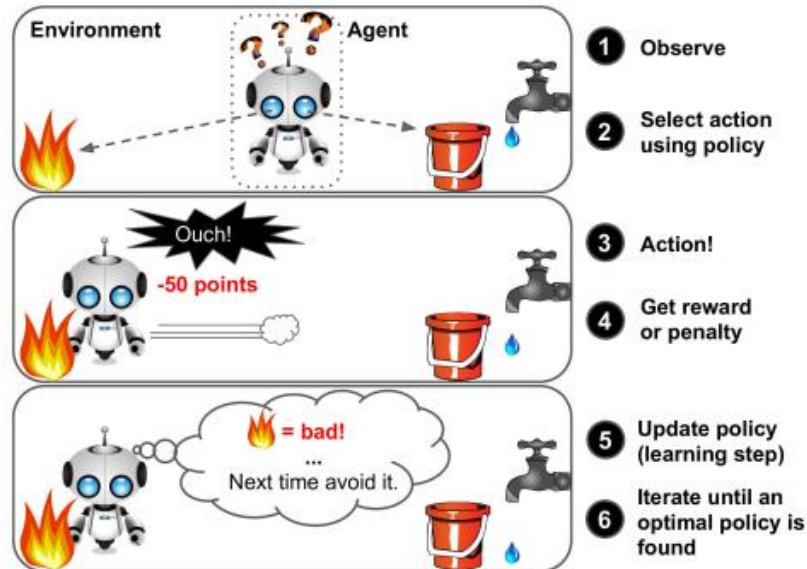 Environment
Agent
? ? ?
1 Observe
2 Select action
using policy
Ouch!
-50 points
3 Action!
4 Get reward
or penalty
= bad!
...
Next time avoid it.
5 Update policy
(learning step)
6 Iterate until an
optimal policy is
found